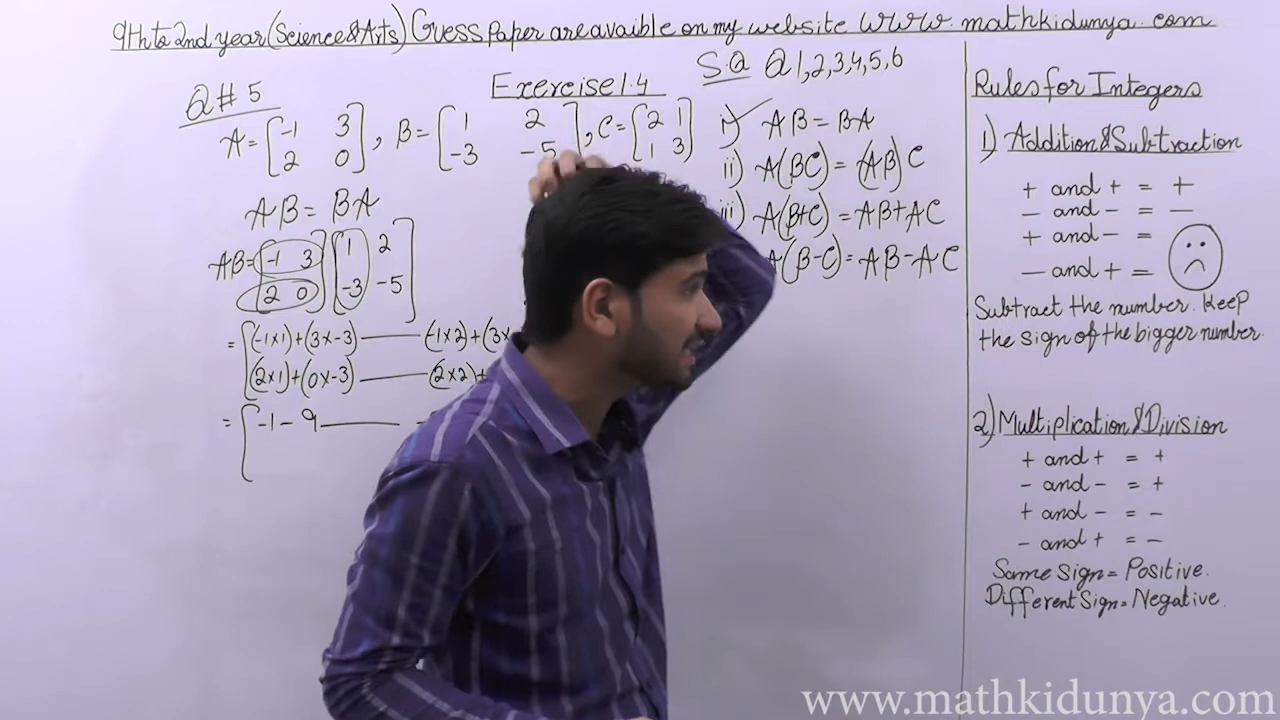 9th to 2nd year (Science & Arts) Guess Paper are avaible on my website www mathkidunya. com
Q # 5
Exercise 1.4
S.Q Q 1,2,3,4,5,6
A = [-1 3
2 0], B = [1 2
-3 -5], C = [2 1
1 3]
AB = BA
AB = [-1 3
2 0] [1 2
-3 -5]
= [(-1×1)+(3×-3) —— (-1×2)+(3×
(2×1)+(0×-3) —— (2×2)+
= [-1 - 9 ——
i) AB = BA
ii) A(BC) = (AB)C
iii) A(B+C) = AB+AC
A(B-C) = AB-AC
Rules for Integers
1) Addition & Subtraction
+ and + = +
- and - = -
+ and - =
- and + =
Subtract the number. Keep
the sign of the bigger number.
2) Multiplication & Division
+ and + = +
- and - = +
+ and - = -
- and + = -
Same Sign = Positive.
Different Sign = Negative.
www.mathkidunya.com